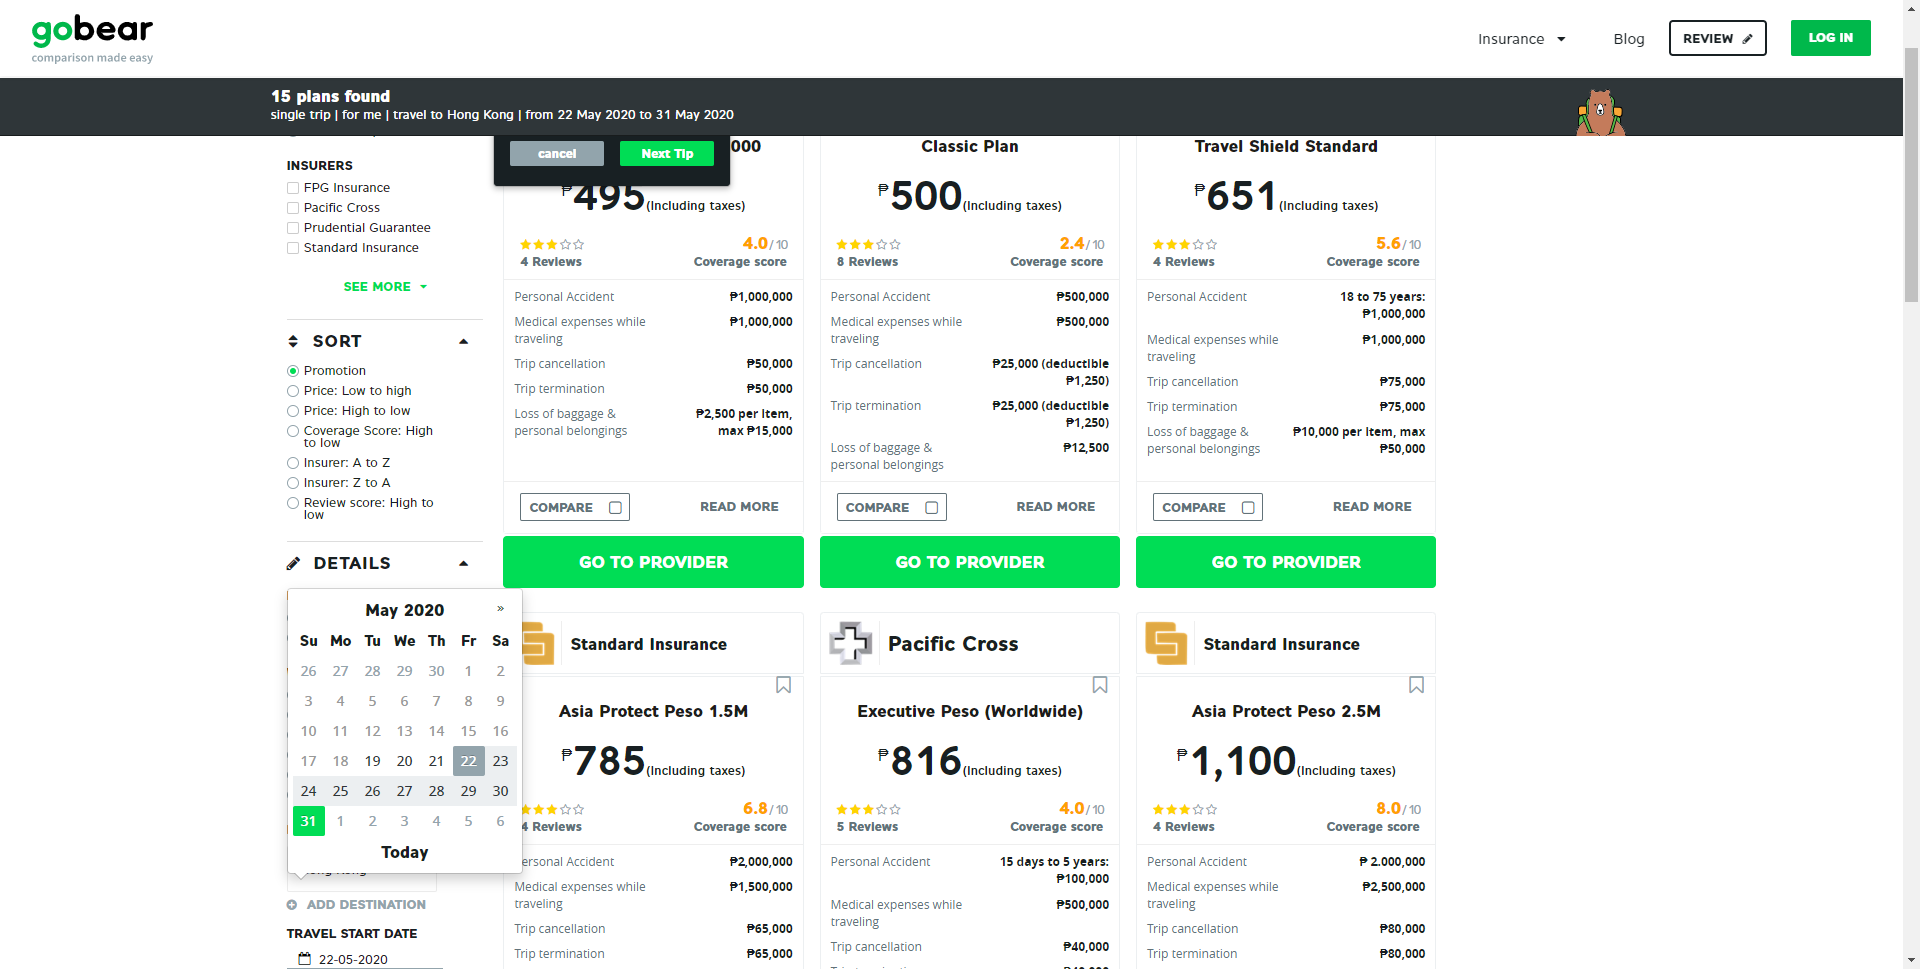 gobear
comparison made easy
Insurance
Blog
REVIEW
LOG IN
15 plans found
single trip | for me | travel to Hong Kong | from 22 May 2020 to 31 May 2020
INSURERS
FPG Insurance
Pacific Cross
Prudential Guarantee
Standard Insurance
SEE MORE
SORT
Promotion
Price: Low to high
Price: High to low
Coverage Score: High
to low
Insurer: A to Z
Insurer: Z to A
Review score: High to
low
DETAILS
May 2020 »
Su Mo Tu We Th Fr Sa
26 27 28 29 30 1 2
3 4 5 6 7 8 9
10 11 12 13 14 15 16
17 18 19 20 21 22 23
24 25 26 27 28 29 30
31 1 2 3 4 5 6
Today
ADD DESTINATION
TRAVEL START DATE
22-05-2020
cancel
Next Tip
000
₱495 (Including taxes)
4.0/10
4 Reviews
Coverage score
Personal Accident ₱1,000,000
Medical expenses while ₱1,000,000
traveling
Trip cancellation ₱50,000
Trip termination ₱50,000
Loss of baggage & ₱2,500 per item,
personal belongings max ₱15,000
COMPARE
READ MORE
GO TO PROVIDER
Classic Plan
₱500 (Including taxes)
2.4/10
8 Reviews
Coverage score
Personal Accident ₱500,000
Medical expenses while ₱500,000
traveling
Trip cancellation ₱25,000 (deductible
₱1,250)
Trip termination ₱25,000 (deductible
₱1,250)
Loss of baggage & ₱12,500
personal belongings
COMPARE
READ MORE
GO TO PROVIDER
Travel Shield Standard
₱651 (Including taxes)
5.6/10
4 Reviews
Coverage score
Personal Accident 18 to 75 years:
₱1,000,000
Medical expenses while ₱1,000,000
traveling
Trip cancellation ₱75,000
Trip termination ₱75,000
Loss of baggage & ₱10,000 per item, max
personal belongings ₱50,000
COMPARE
READ MORE
GO TO PROVIDER
Standard Insurance
Asia Protect Peso 1.5M
₱785 (Including taxes)
6.8/10
4 Reviews
Coverage score
ersonal Accident ₱2,000,000
Medical expenses while ₱1,500,000
traveling
Trip cancellation ₱65,000
Trip termination ₱65,000
Pacific Cross
Executive Peso (Worldwide)
₱816 (Including taxes)
4.0/10
5 Reviews
Coverage score
Personal Accident 15 days to 5 years:
₱100,000
Medical expenses while ₱500,000
traveling
Trip cancellation ₱40,000
Standard Insurance
Asia Protect Peso 2.5M
₱1,100 (Including taxes)
8.0/10
4 Reviews
Coverage score
Personal Accident ₱ 2.000,000
Medical expenses while ₱2,500,000
traveling
Trip cancellation ₱80,000
Trip termination ₱80,000